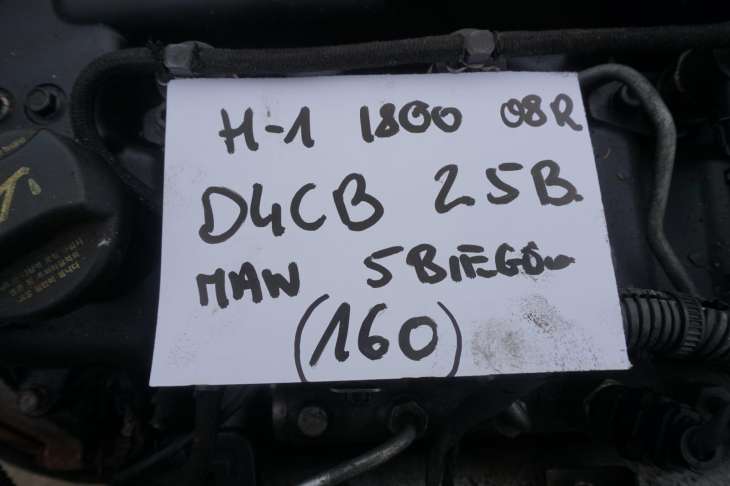 H-1 1800 08R
D4CB 2.5B.
MAN 5BIEGÓW
(160)